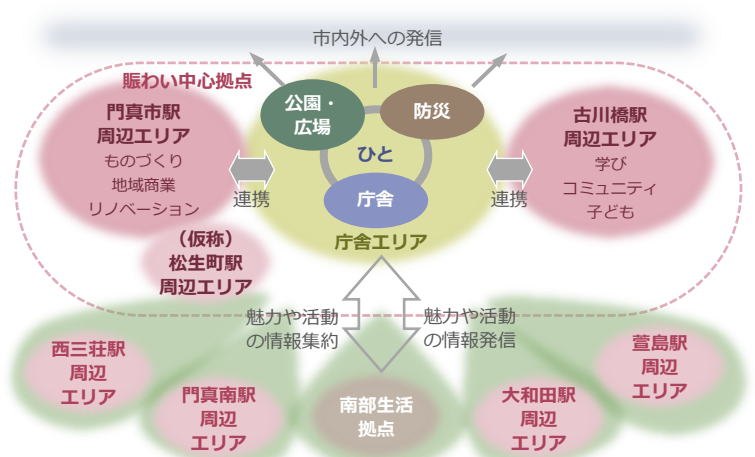 市内外への発信
賑わい中心拠点
門真市駅
周辺エリア
ものづくり
地域商業
リノベーション
公園・
広場
防災
ひと
庁舎
庁舎エリア
連携
連携
古川橋駅
周辺エリア
学び
コミュニティ
子ども
（仮称）
松生町駅
周辺エリア
魅力や活動
の情報集約
魅力や活動
の情報発信
西三荘駅
周辺
エリア
門真南駅
周辺
エリア
南部生活
拠点
大和田駅
周辺
エリア
萱島駅
周辺
エリア